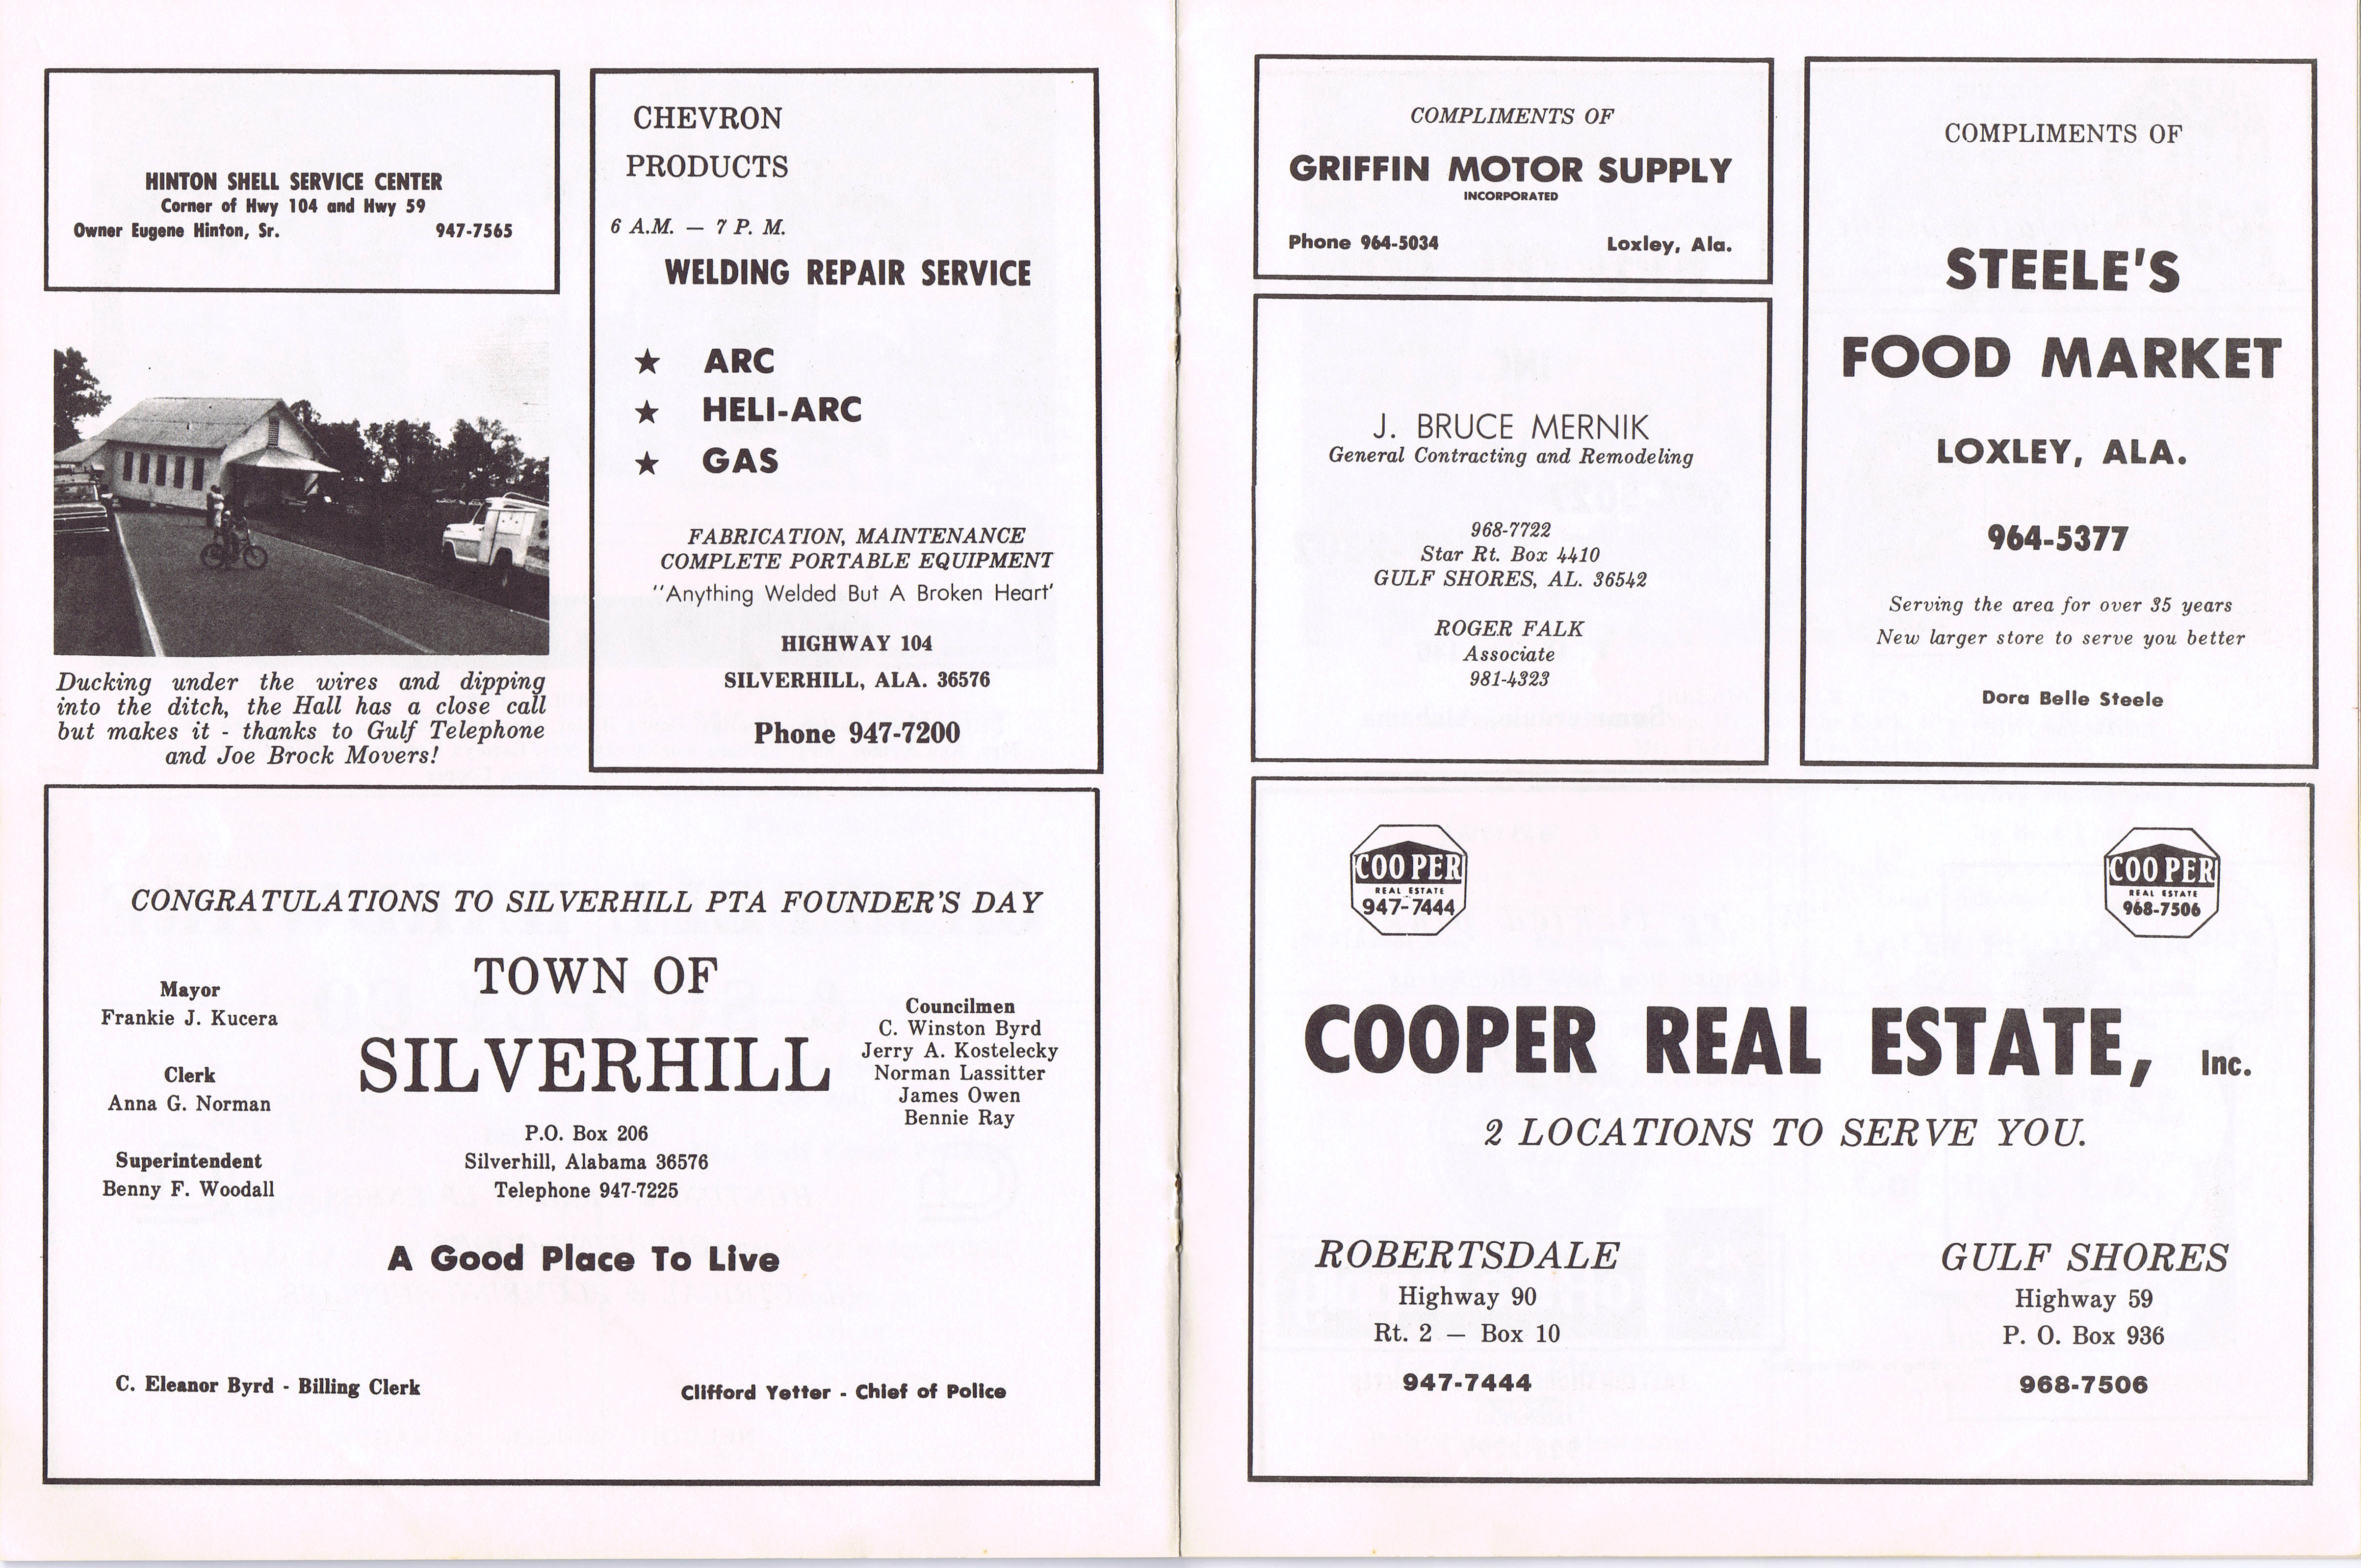 HINTON SHELL SERVICE CENTER
Corner of Hwy 104 and Hwy 59
Owner Eugene Hinton, Sr. 947-7565
Ducking under the wires and dipping
into the ditch, the Hall has a close call
but makes it - thanks to Gulf Telephone
and Joe Brock Movers!
CHEVRON
PRODUCTS
6 A.M. — 7 P. M.
WELDING REPAIR SERVICE
★ ARC
★ HELI-ARC
★ GAS
FABRICATION, MAINTENANCE
COMPLETE PORTABLE EQUIPMENT
"Anything Welded But A Broken Heart'
HIGHWAY 104
SILVERHILL, ALA. 36576
Phone 947-7200
CONGRATULATIONS TO SILVERHILL PTA FOUNDER'S DAY
TOWN OF
SILVERHILL
P.O. Box 206
Silverhill, Alabama 36576
Telephone 947-7225
Mayor
Frankie J. Kucera
Clerk
Anna G. Norman
Superintendent
Benny F. Woodall
Councilmen
C. Winston Byrd
Jerry A. Kostelecky
Norman Lassitter
James Owen
Bennie Ray
A Good Place To Live
C. Eleanor Byrd - Billing Clerk
Clifford Yetter - Chief of Police
COMPLIMENTS OF
GRIFFIN MOTOR SUPPLY
INCORPORATED
Phone 964-5034 Loxley, Ala.
J. BRUCE MERNIK
General Contracting and Remodeling
968-7722
Star Rt. Box 4410
GULF SHORES, AL. 36542
ROGER FALK
Associate
981-4323
COMPLIMENTS OF
STEELE'S
FOOD MARKET
LOXLEY, ALA.
964-5377
Serving the area for over 35 years
New larger store to serve you better
Dora Belle Steele
COOPER
REAL ESTATE
947-7444
COOPER
REAL ESTATE
968-7506
COOPER REAL ESTATE, Inc.
2 LOCATIONS TO SERVE YOU.
ROBERTSDALE
Highway 90
Rt. 2 — Box 10
947-7444
GULF SHORES
Highway 59
P. O. Box 936
968-7506